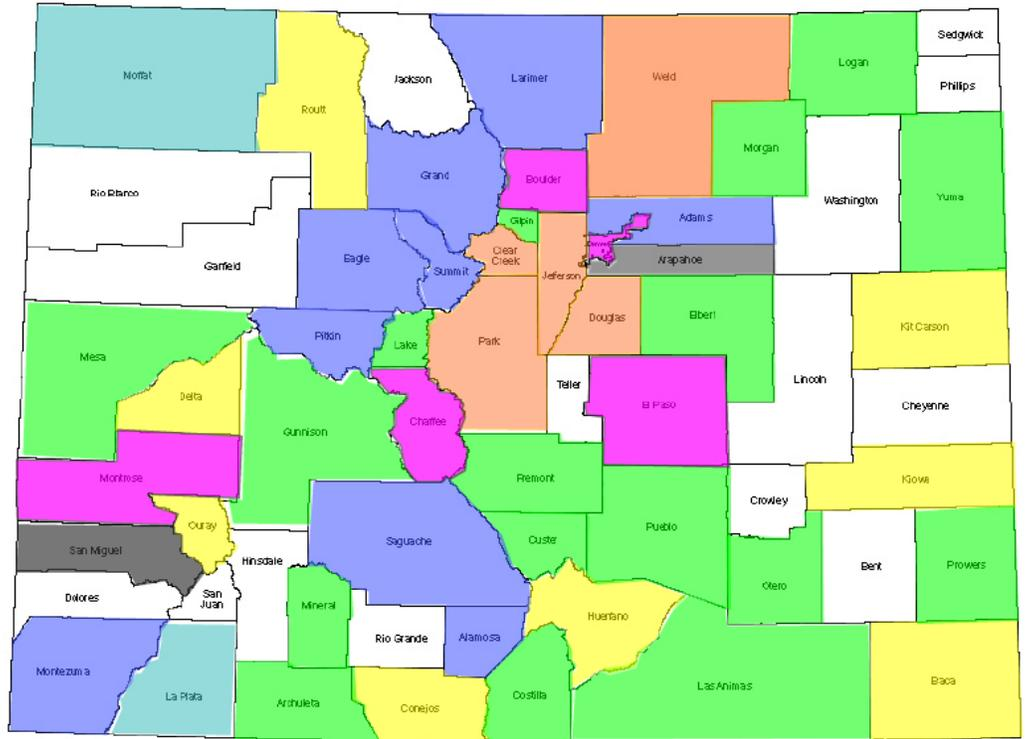 Sedgwick
Logan
Moffat
Jackson
Larimer
Weld
Phillips
Routt
Morgan
Grand
Boulder
Rio Blanco
Washington
Yuma
Gilpin
Adams
Clear
Creek
Eagle
Arapahoe
Garfield
Summit
Jefferson
Elbert
Douglas
Kit Carson
Pitkin
Lake
Park
Mesa
Lincoln
Teller
Delta
El Paso
Cheyenne
Chaffee
Gunnison
Montrose
Fremont
Kiowa
Crowley
Ouray
Pueblo
Custer
Saguache
San Miguel
Hinsdale
Bent
Prowers
Otero
Dolores
San
Juan
Mineral
Huerfano
Rio Grande
Alamosa
Montezuma
Las Animas
Baca
La Plata
Costilla
Archuleta
Conejos